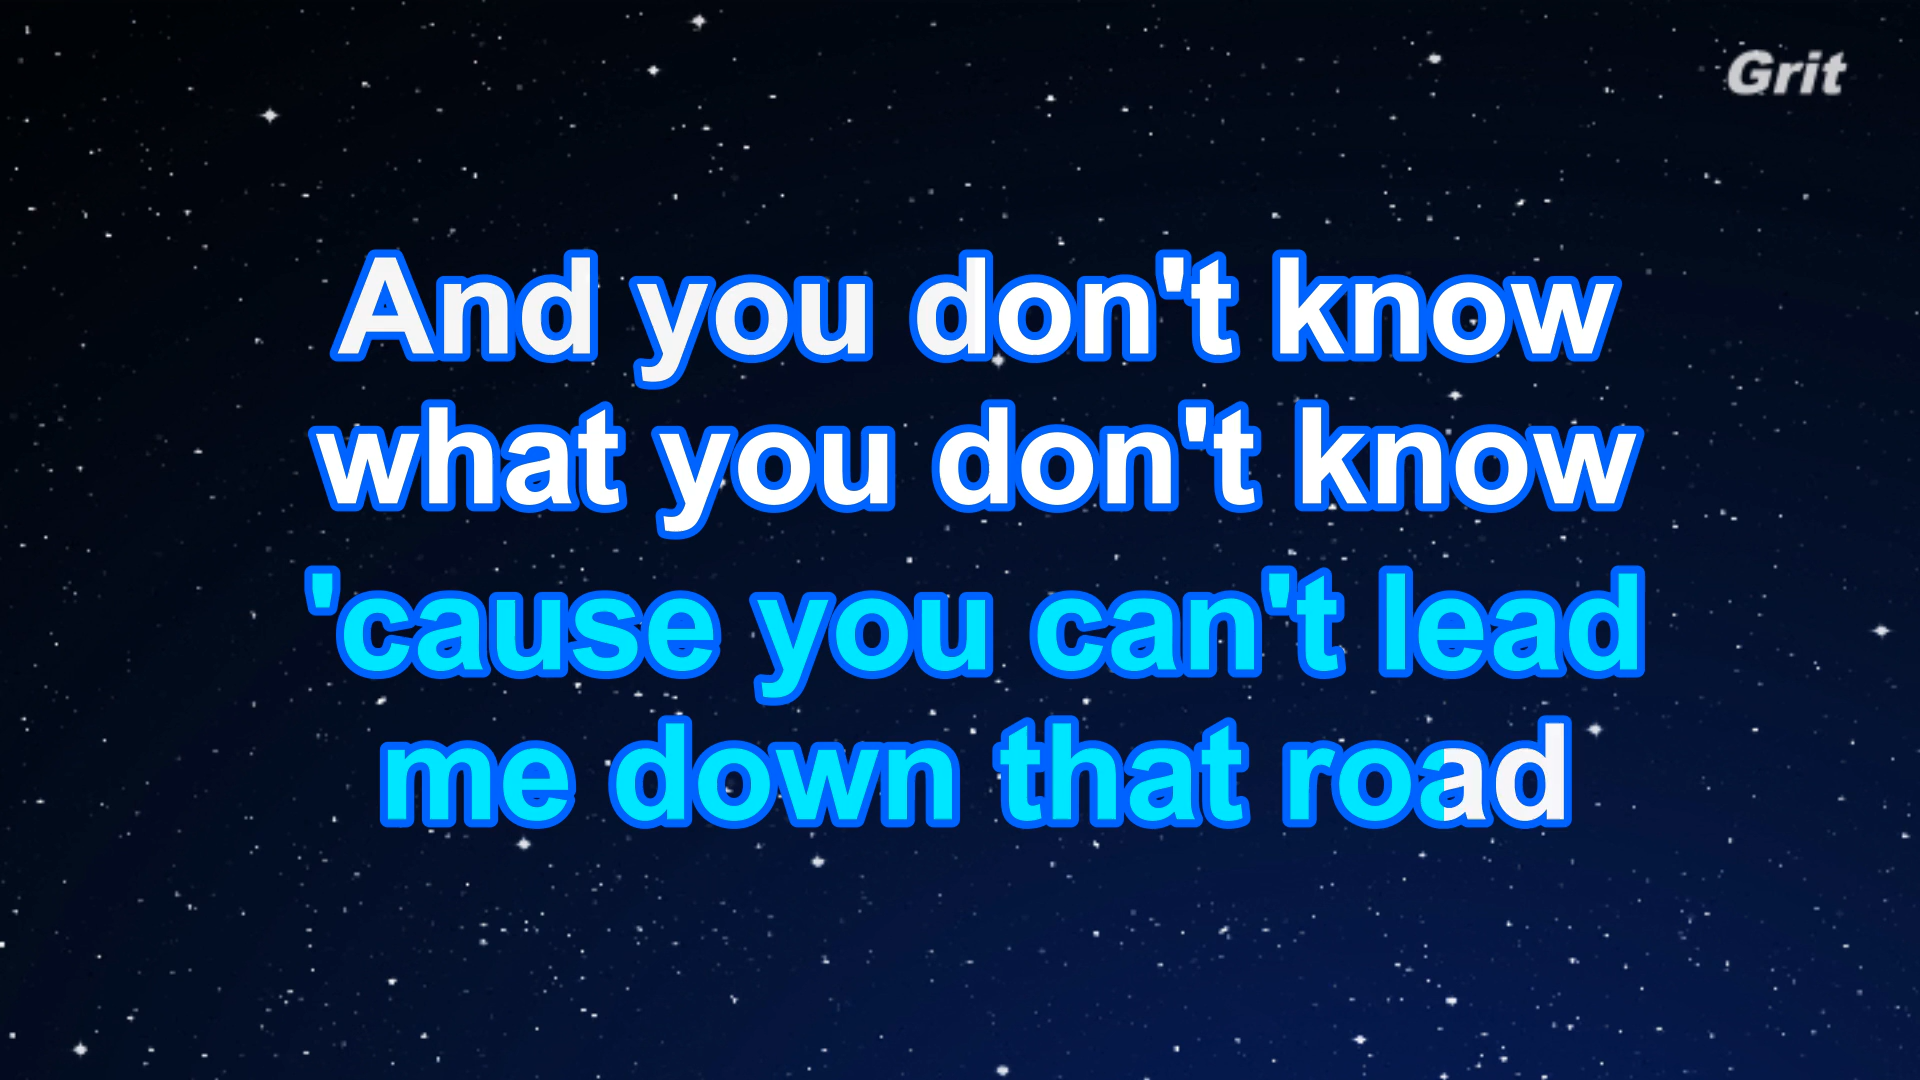 Grit
And you don't know
what you don't know
'cause you can't lead
me down that road